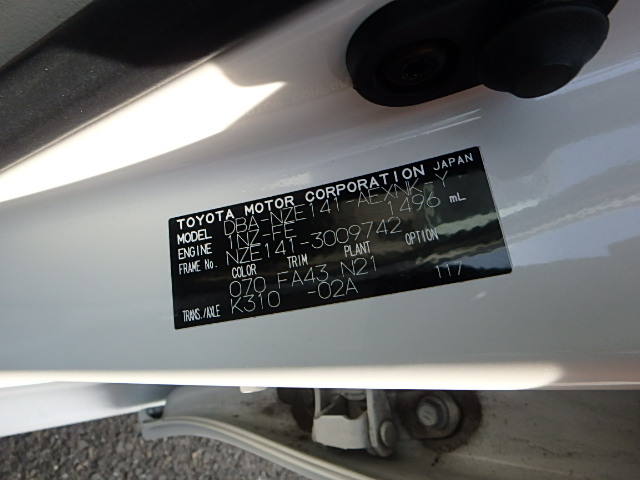 TOYOTA MOTOR CORPORATION JAPAN
MODEL DBA-NZE141-AEXNK-Y
ENGINE 1NZ-FE 1496 mL
FRAME No. NZE141-3009742
COLOR TRIM PLANT
070 FA43 N21 117
TRANS./AXLE K310 -02A